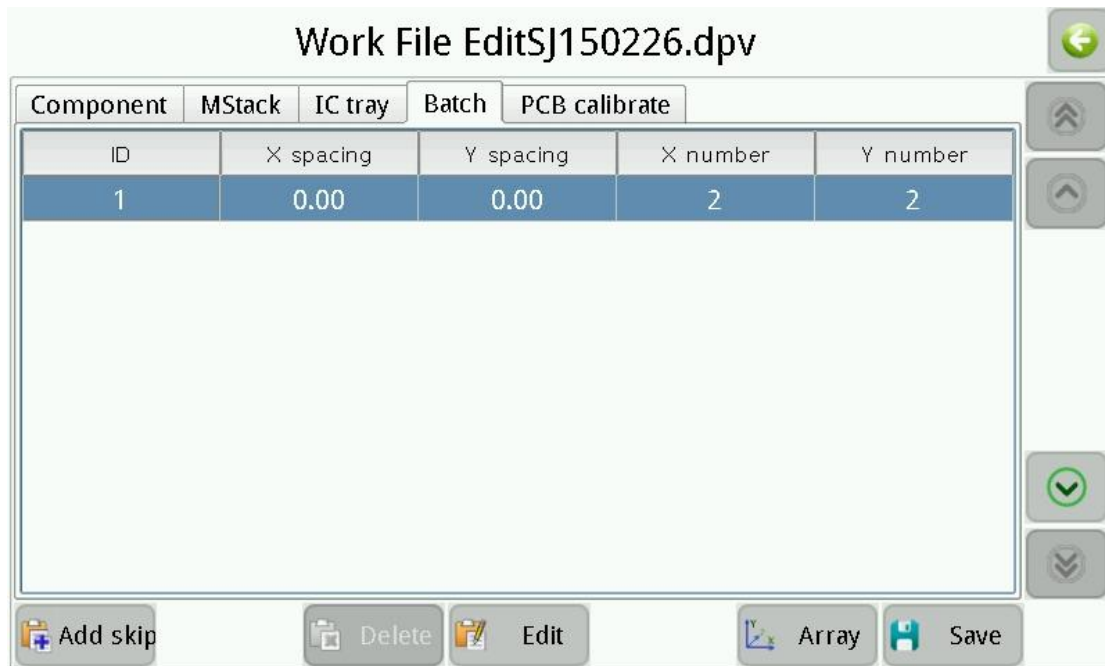 Work File EditSJ150226.dpv
Component MStack IC tray Batch PCB calibrate
ID X spacing Y spacing X number Y number
1 0.00 0.00 2 2
Add skip Delete Edit Array Save